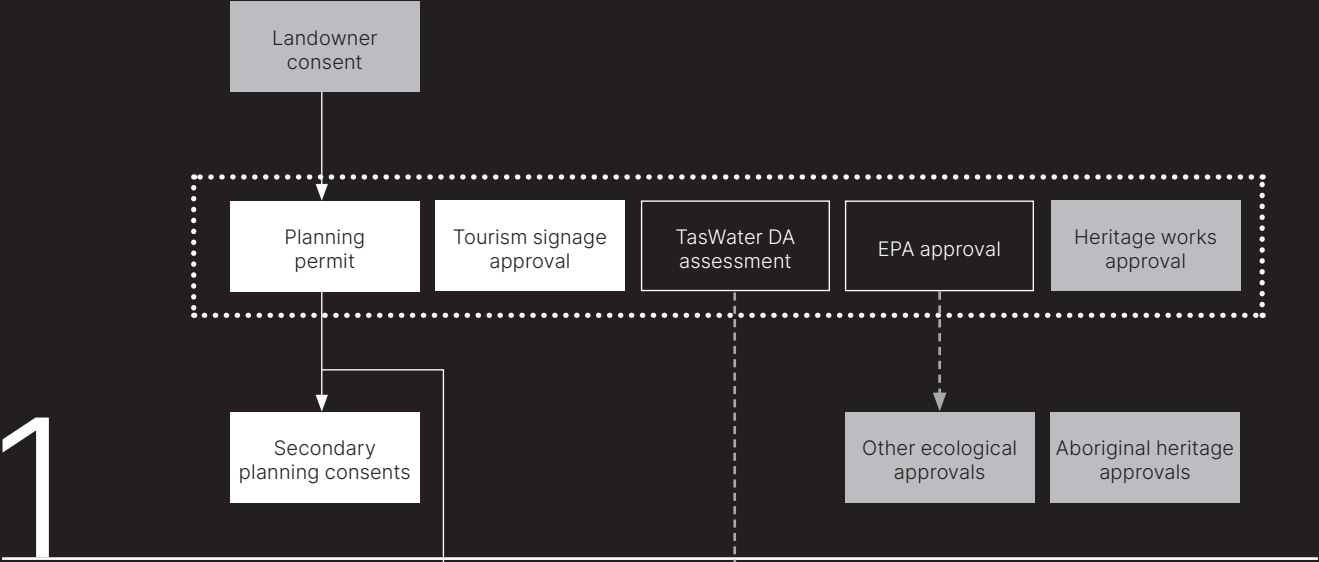 Landowner
consent
Planning
permit
Tourism signage
approval
TasWater DA
assessment
EPA approval
Heritage works
approval
Secondary
planning consents
Other ecological
approvals
Aboriginal heritage
approvals
1